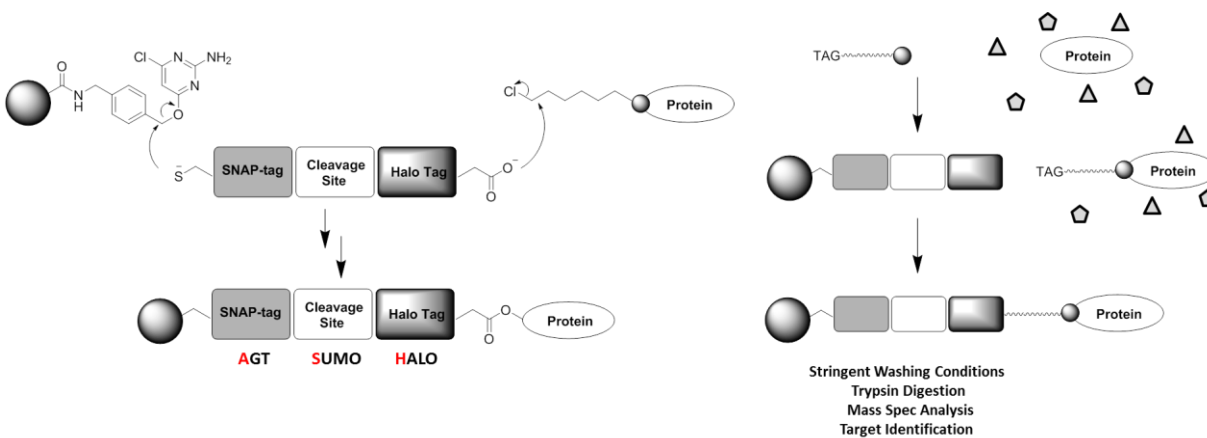 Cl
N
NH2
N
O
N
H
O
Cl
Protein
S
-
SNAP-tag
Cleavage
Site
Halo Tag
O
-
O
SNAP-tag
Cleavage
Site
Halo Tag
O
O
Protein
AGT
SUMO
HALO
TAG
Protein
TAG
Protein
Protein
Stringent Washing Conditions
Trypsin Digestion
Mass Spec Analysis
Target Identification